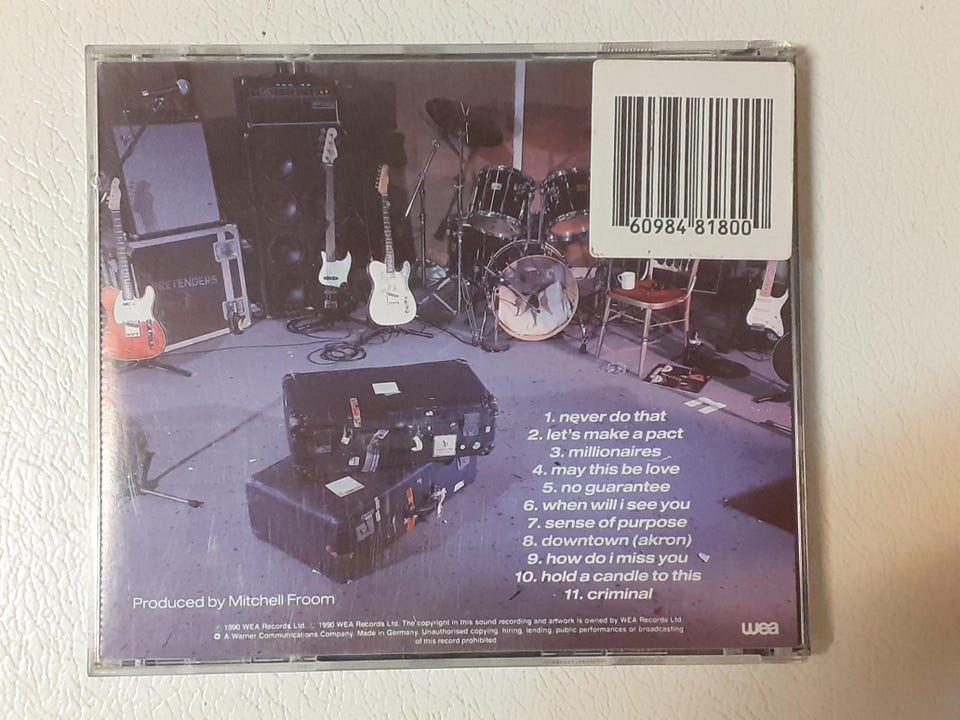 60984 81800
PRETENDERS
1. never do that
2. let's make a pact
3. millionaires
4. may this be love
5. no guarantee
6. when will i see you
7. sense of purpose
8. downtown (akron)
9. how do i miss you
10. hold a candle to this
11. criminal
Produced by Mitchell Froom
℗ 1990 WEA Records Ltd. © 1990 WEA Records Ltd. The copyright in this sound recording and artwork is owned by WEA Records Ltd.
A Warner Communications Company. Made in Germany. Unauthorised copying, hiring, lending, public performances or broadcasting
of this record prohibited
wea